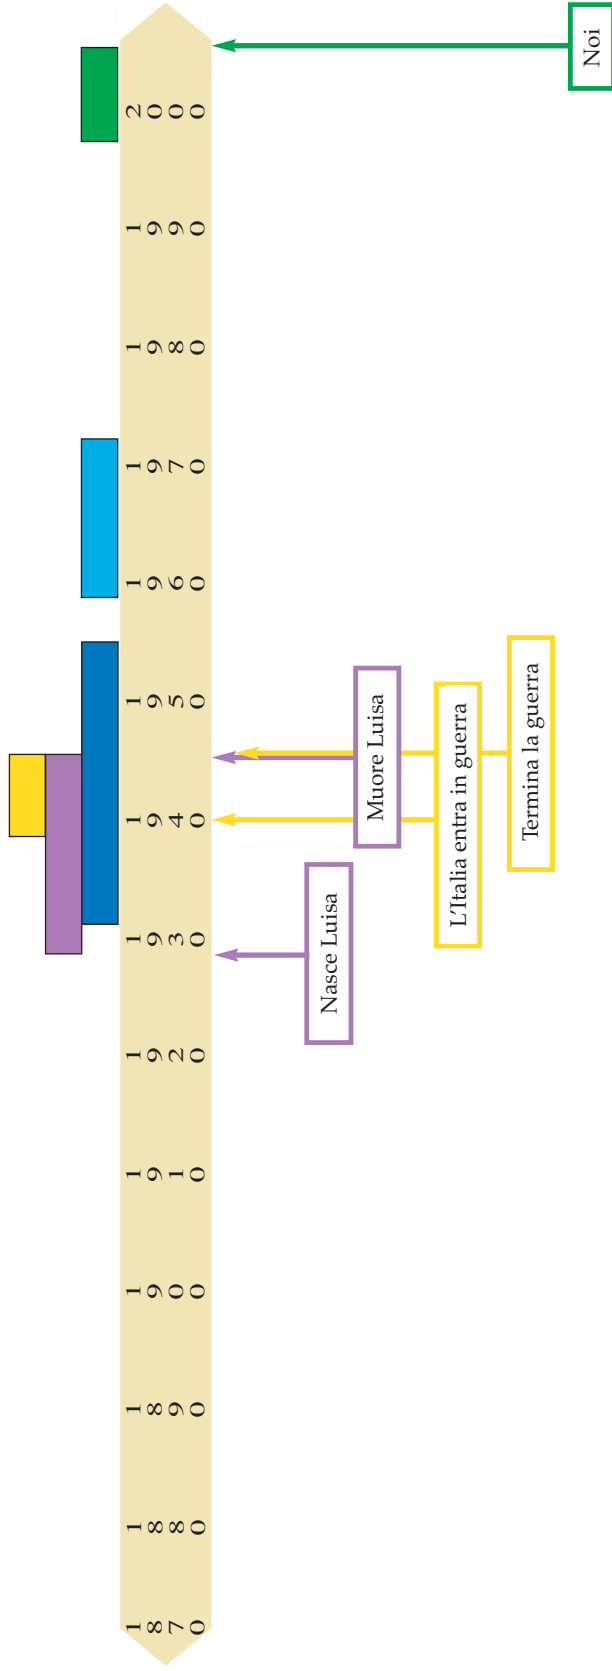 1870
1880
1890
1900
1910
1920
1930
1940
1950
1960
1970
1980
1990
2000
Nasce Luisa
Muore Luisa
L'Italia entra in guerra
Termina la guerra
Noi